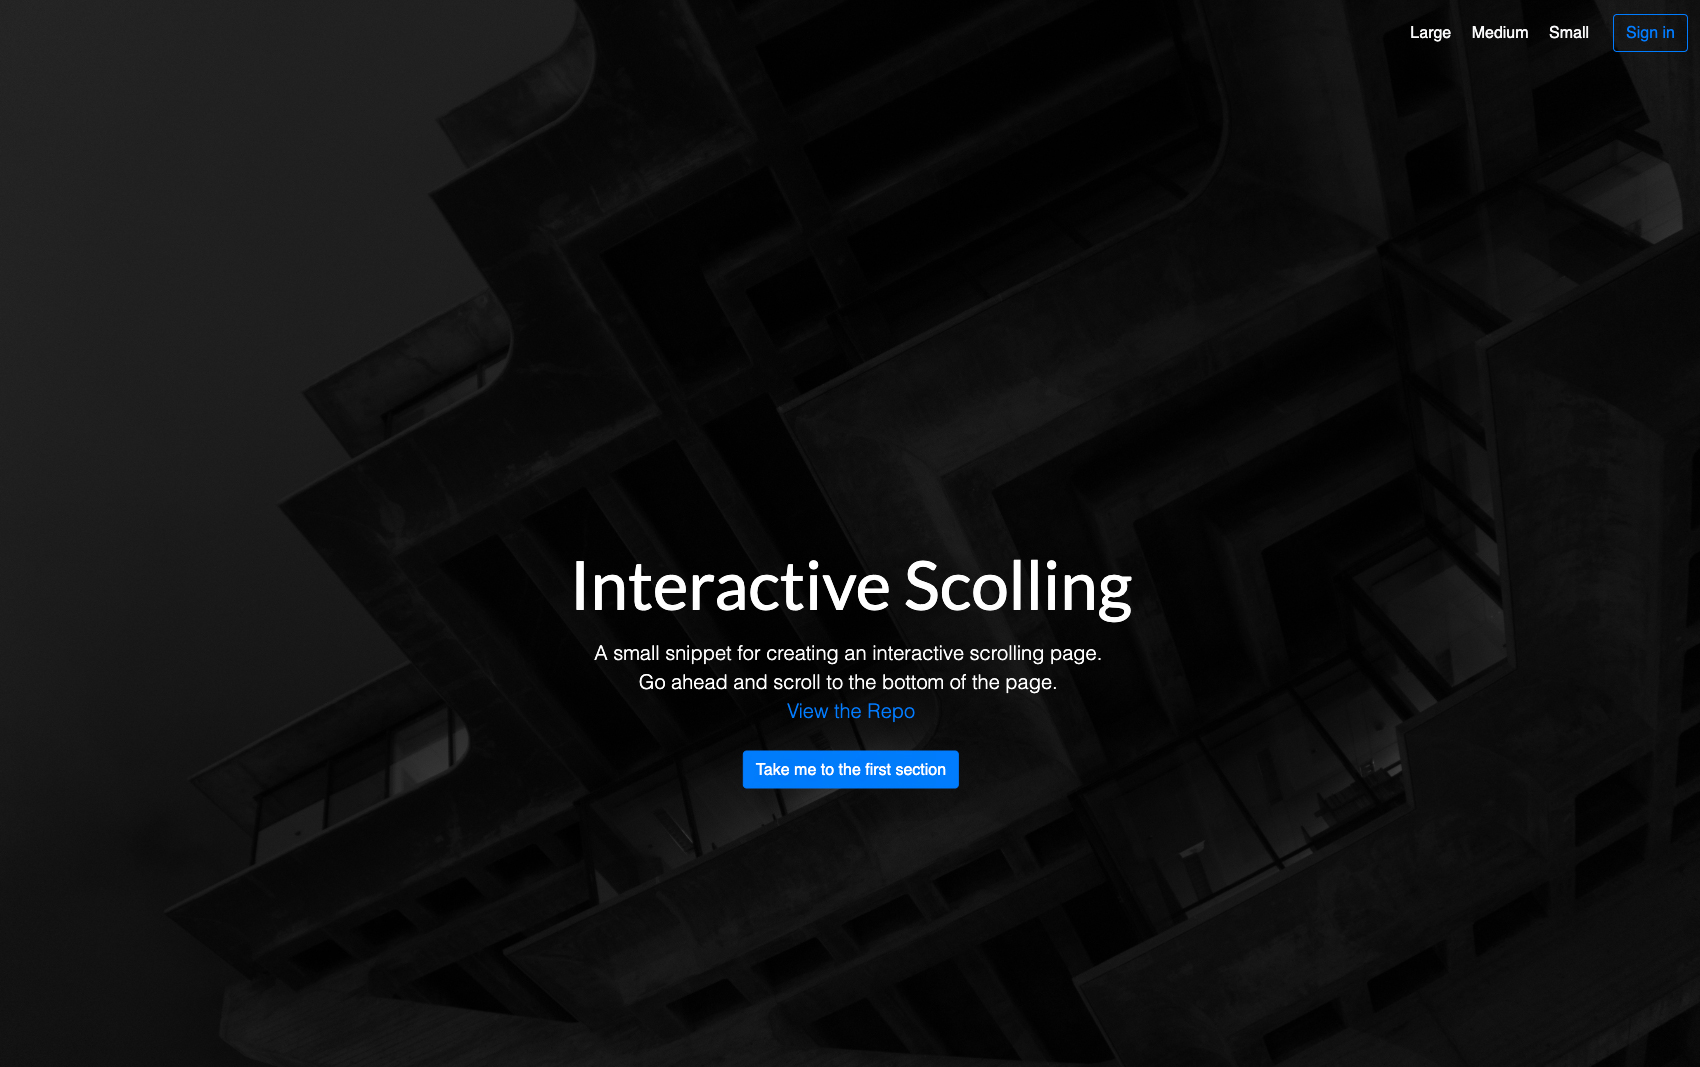 Large Medium Small Sign in
Interactive Scolling
A small snippet for creating an interactive scrolling page.
Go ahead and scroll to the bottom of the page.
View the Repo
Take me to the first section